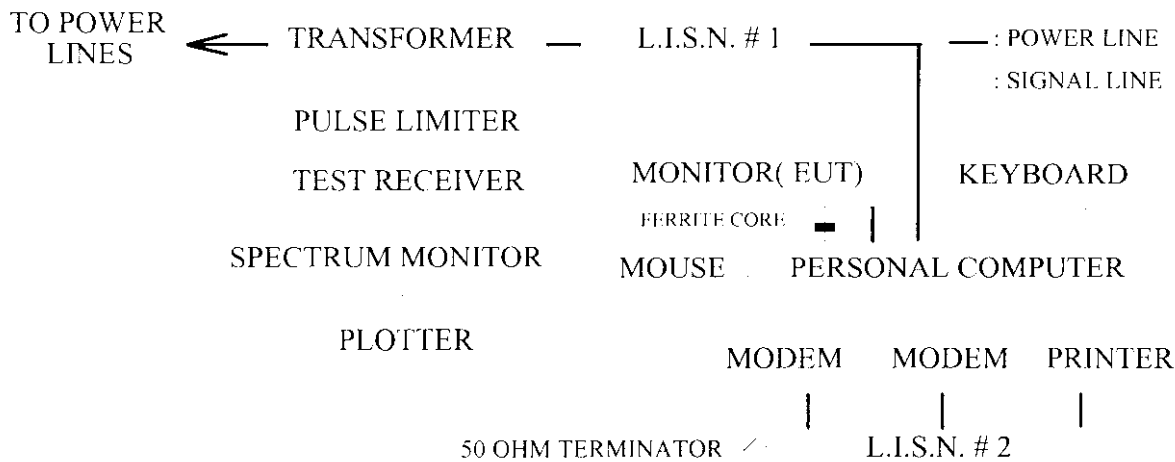 TO POWER LINES
TRANSFORMER
L.I.S.N. # 1
: POWER LINE
: SIGNAL LINE
PULSE LIMITER
TEST RECEIVER
MONITOR( EUT)
KEYBOARD
FERRITE CORE
SPECTRUM MONITOR
MOUSE
PERSONAL COMPUTER
PLOTTER
MODEM
MODEM
PRINTER
50 OHM TERMINATOR
L.I.S.N. # 2